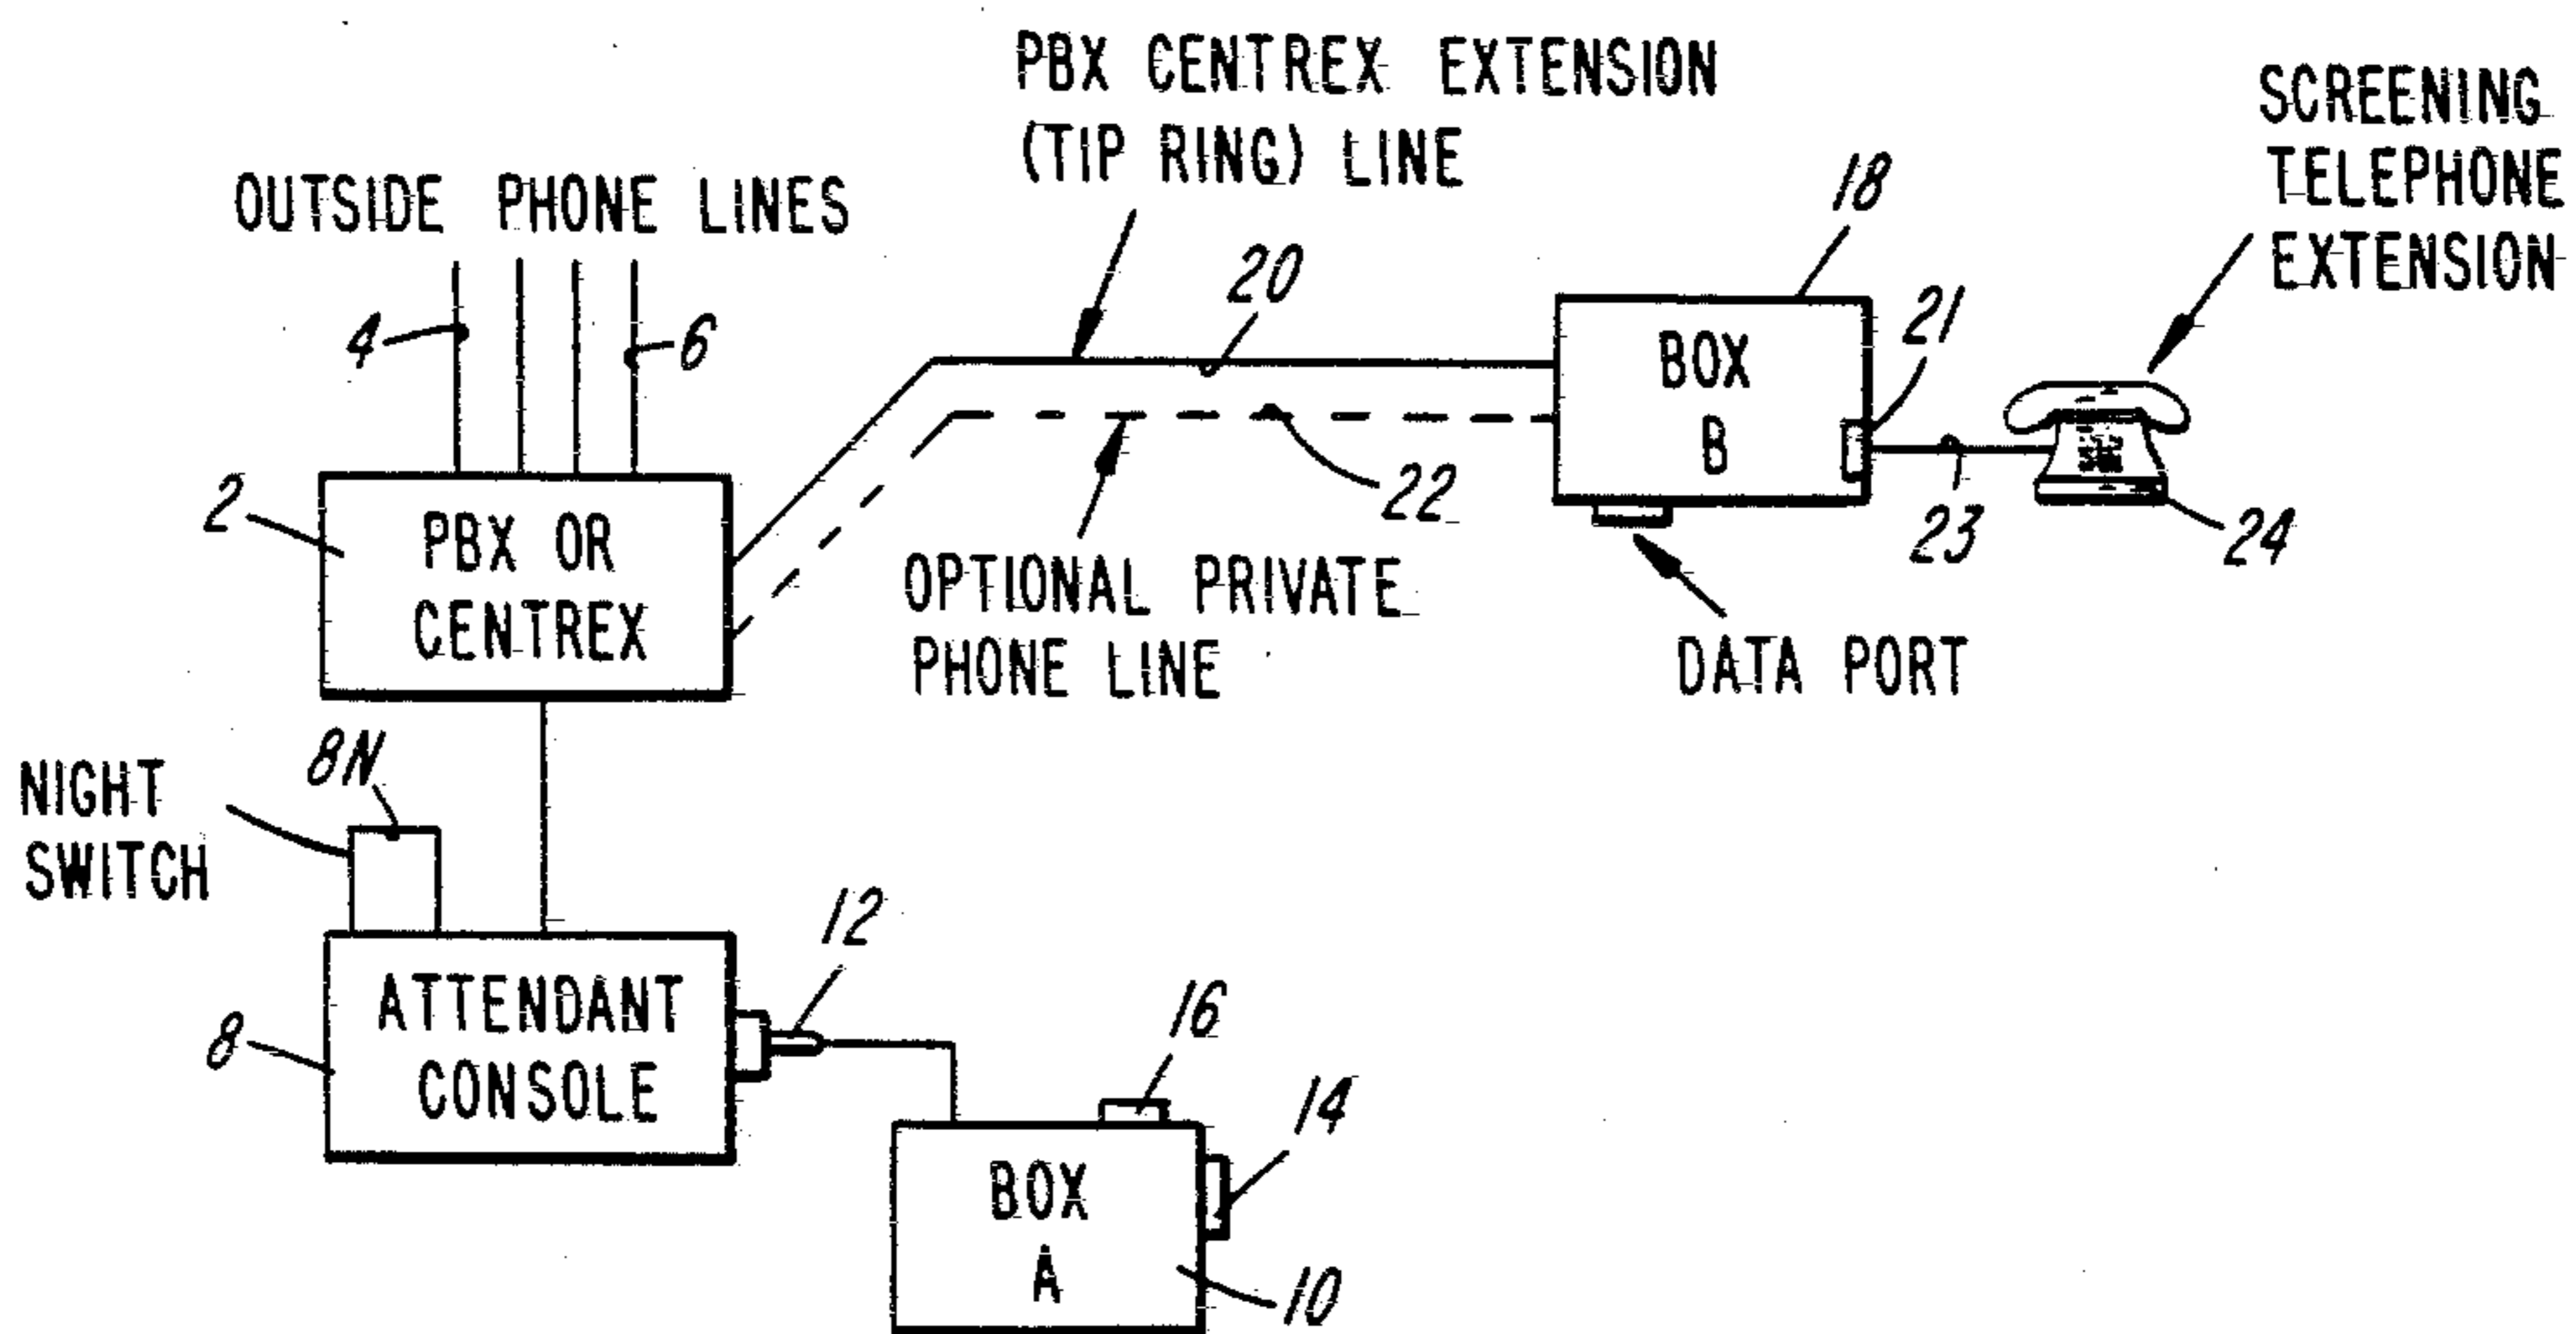 PBX CENTREX EXTENSION
(TIP RING) LINE
SCREENING
TELEPHONE
EXTENSION
OUTSIDE PHONE LINES
18
20
21
4
6
BOX
B
2
PBX OR
CENTREX
22
23
24
OPTIONAL PRIVATE
PHONE LINE
DATA PORT
NIGHT
SWITCH
8N
12
ATTENDANT
CONSOLE
8
16
14
BOX
A
10